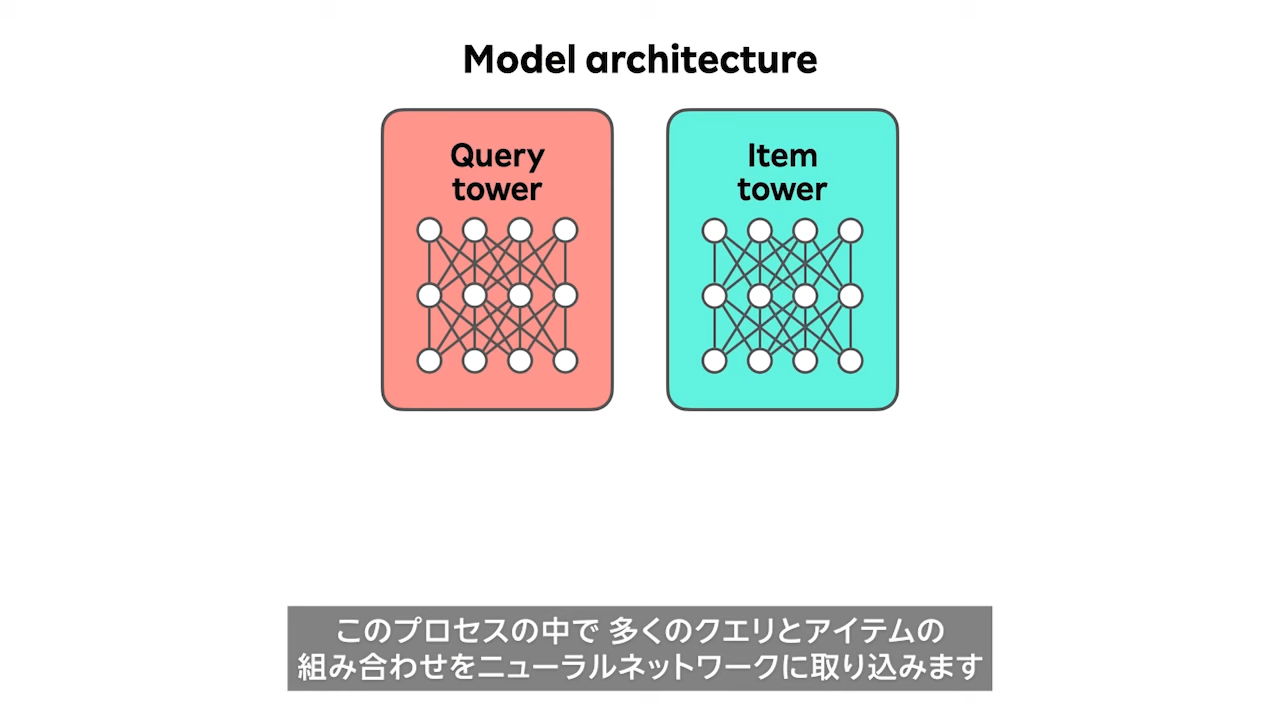 Model architecture
Query
tower
Item
tower
このプロセスの中で 多くのクエリとアイテムの
組み合わせをニューラルネットワークに取り込みます